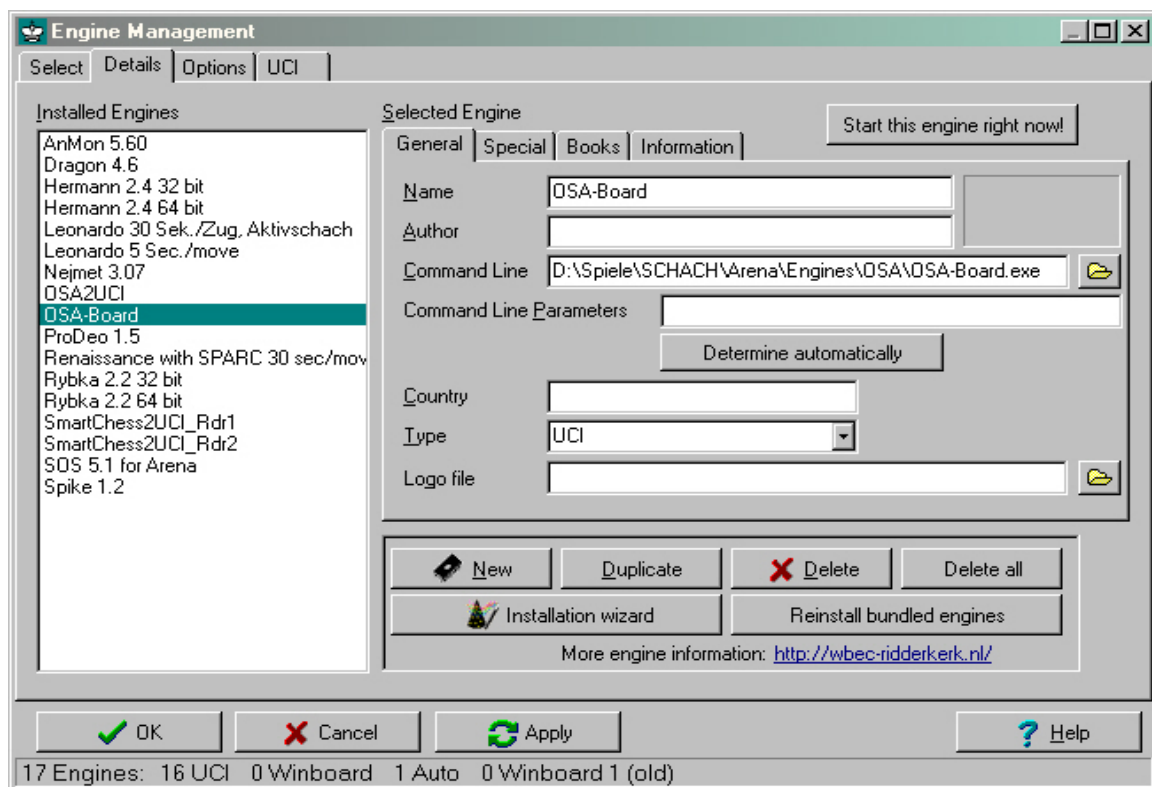 Engine Management
Select Details Options UCI
Installed Engines
AnMon 5.60
Dragon 4.6
Hermann 2.4 32 bit
Hermann 2.4 64 bit
Leonardo 30 Sek./Zug, Aktivschach
Leonardo 5 Sec./move
Nejmet 3.07
OSA2UCI
OSA-Board
ProDeo 1.5
Renaissance with SPARC 30 sec/mov
Rybka 2.2 32 bit
Rybka 2.2 64 bit
SmartChess2UCI_Rdr1
SmartChess2UCI_Rdr2
SOS 5.1 for Arena
Spike 1.2
Selected Engine
Start this engine right now!
General Special Books Information
Name OSA-Board
Author
Command Line D:\Spiele\SCHACH\Arena\Engines\OSA\OSA-Board.exe
Command Line Parameters
Determine automatically
Country
Type UCI
Logo file
New Duplicate Delete Delete all
Installation wizard Reinstall bundled engines
More engine information: http://wbec-ridderkerk.nl/
OK Cancel Apply Help
17 Engines: 16 UCI 0 Winboard 1 Auto 0 Winboard 1 (old)